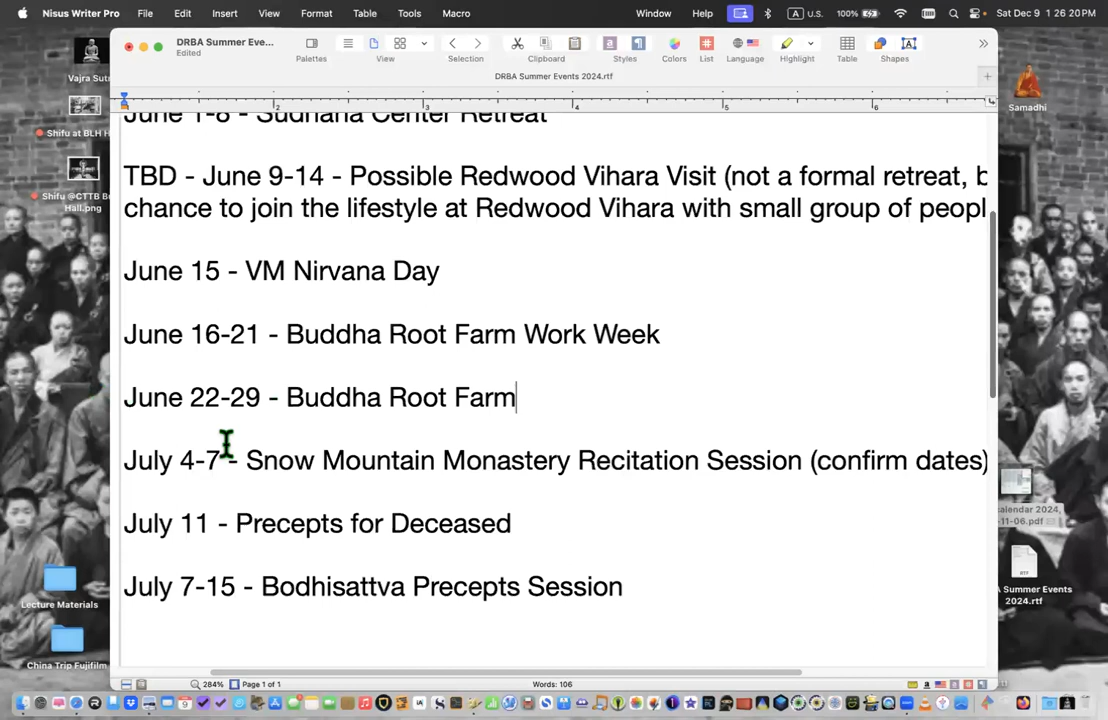 Nisus Writer Pro File Edit Insert View Format Table Tools Macro Window Help A U.S. 100% Sat Dec 9 1 26 20 PM
DRBA Summer Eve...
Edited
Palettes View Selection Clipboard Styles Colors List Language Highlight Table Shapes
DRBA Summer Events 2024.rtf
2 3 4 5 6
June 1-8 - Sudhana Center Retreat
TBD - June 9-14 - Possible Redwood Vihara Visit (not a formal retreat, b
chance to join the lifestyle at Redwood Vihara with small group of peopl
June 15 - VM Nirvana Day
June 16-21 - Buddha Root Farm Work Week
June 22-29 - Buddha Root Farm
July 4-7 - Snow Mountain Monastery Recitation Session (confirm dates)
July 11 - Precepts for Deceased
July 7-15 - Bodhisattva Precepts Session
284% Page 1 of 1 Words: 106
Vajra Sut
Shifu at BLH H
Shifu @CTTB B
Hall.png
Lecture Materials
China Trip Fujifilm
Samadhi
calendar 2024,
-11-06.pdf
A Summer Events
2024.rtf